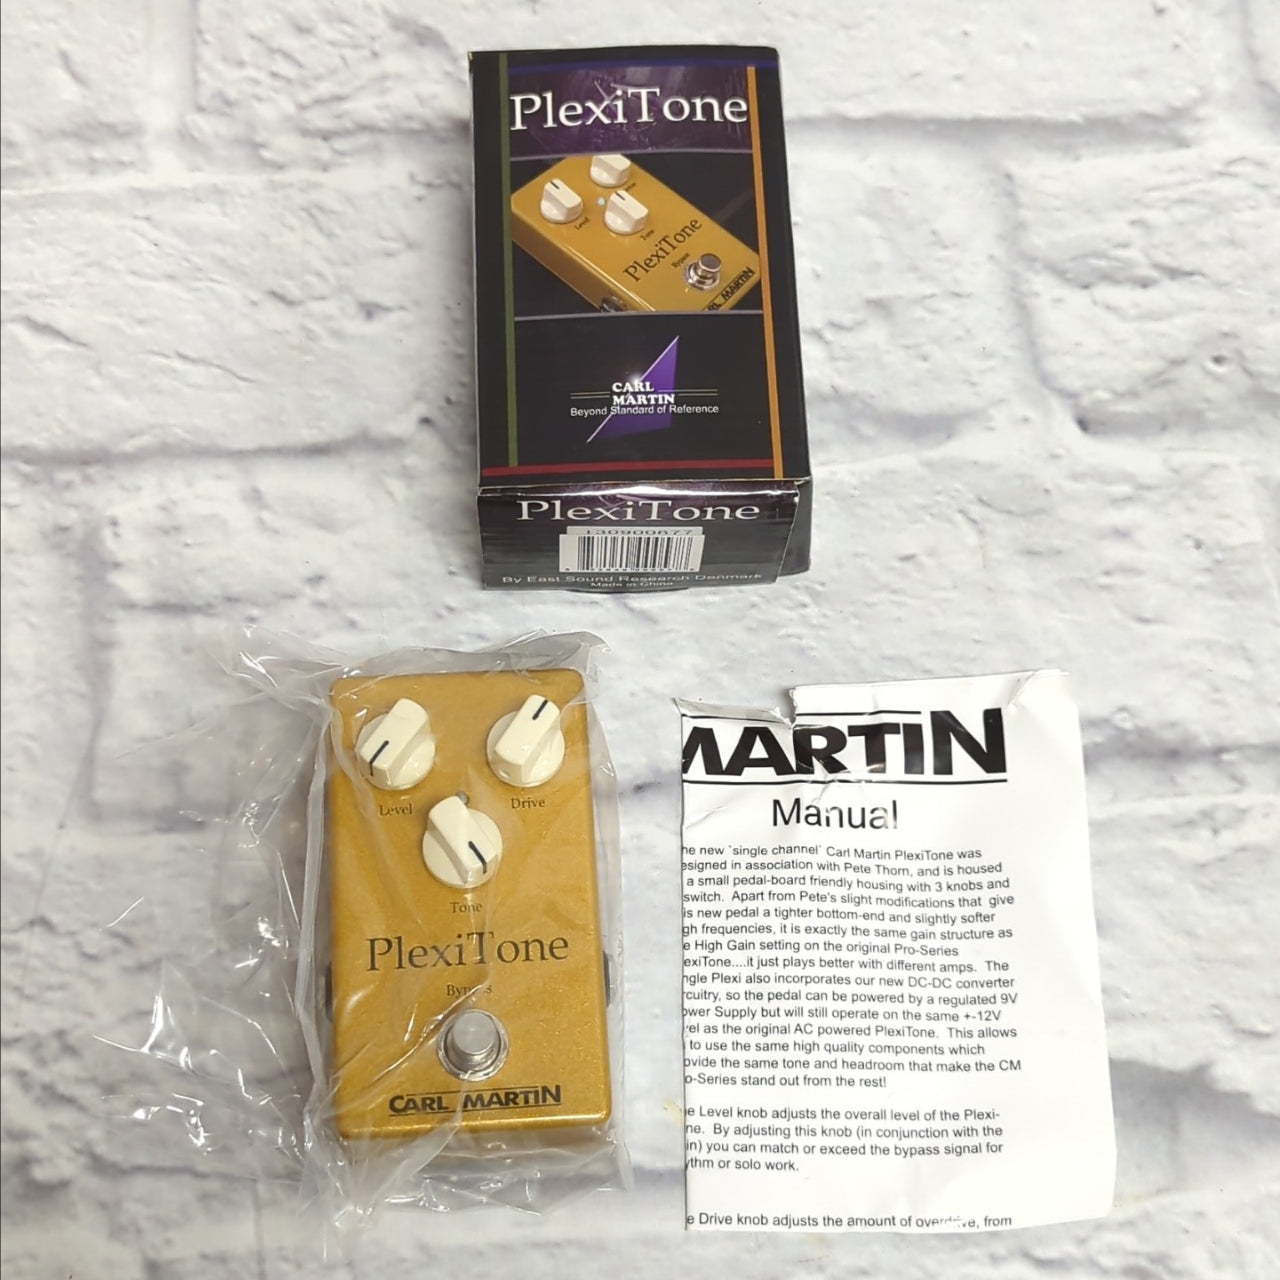 PlexiTone
Level
Tone
PlexiTone
Bypass
CARL MARTIN
CARL
MARTIN
Beyond Standard of Reference
PlexiTone
130900677
By East Sound Research Denmark
Made in China
Level
Drive
Tone
PlexiTone
Bypass
CARL MARTIN
MARTIN
Manual
he new `single channel` Carl Martin PlexiTone was
esigned in association with Pete Thorn, and is housed
a small pedal-board friendly housing with 3 knobs and
switch. Apart from Pete's slight modifications that give
is new pedal a tighter bottom-end and slightly softer
gh frequencies, it is exactly the same gain structure as
e High Gain setting on the original Pro-Series
exiTone....it just plays better with different amps. The
ngle Plexi also incorporates our new DC-DC converter
rcuitry, so the pedal can be powered by a regulated 9V
ower Supply but will still operate on the same +-12V
vel as the original AC powered PlexiTone. This allows
to use the same high quality components which
ovide the same tone and headroom that make the CM
o-Series stand out from the rest!
e Level knob adjusts the overall level of the Plexi-
ne. By adjusting this knob (in conjunction with the
in) you can match or exceed the bypass signal for
ythm or solo work.
e Drive knob adjusts the amount of overdrive, from